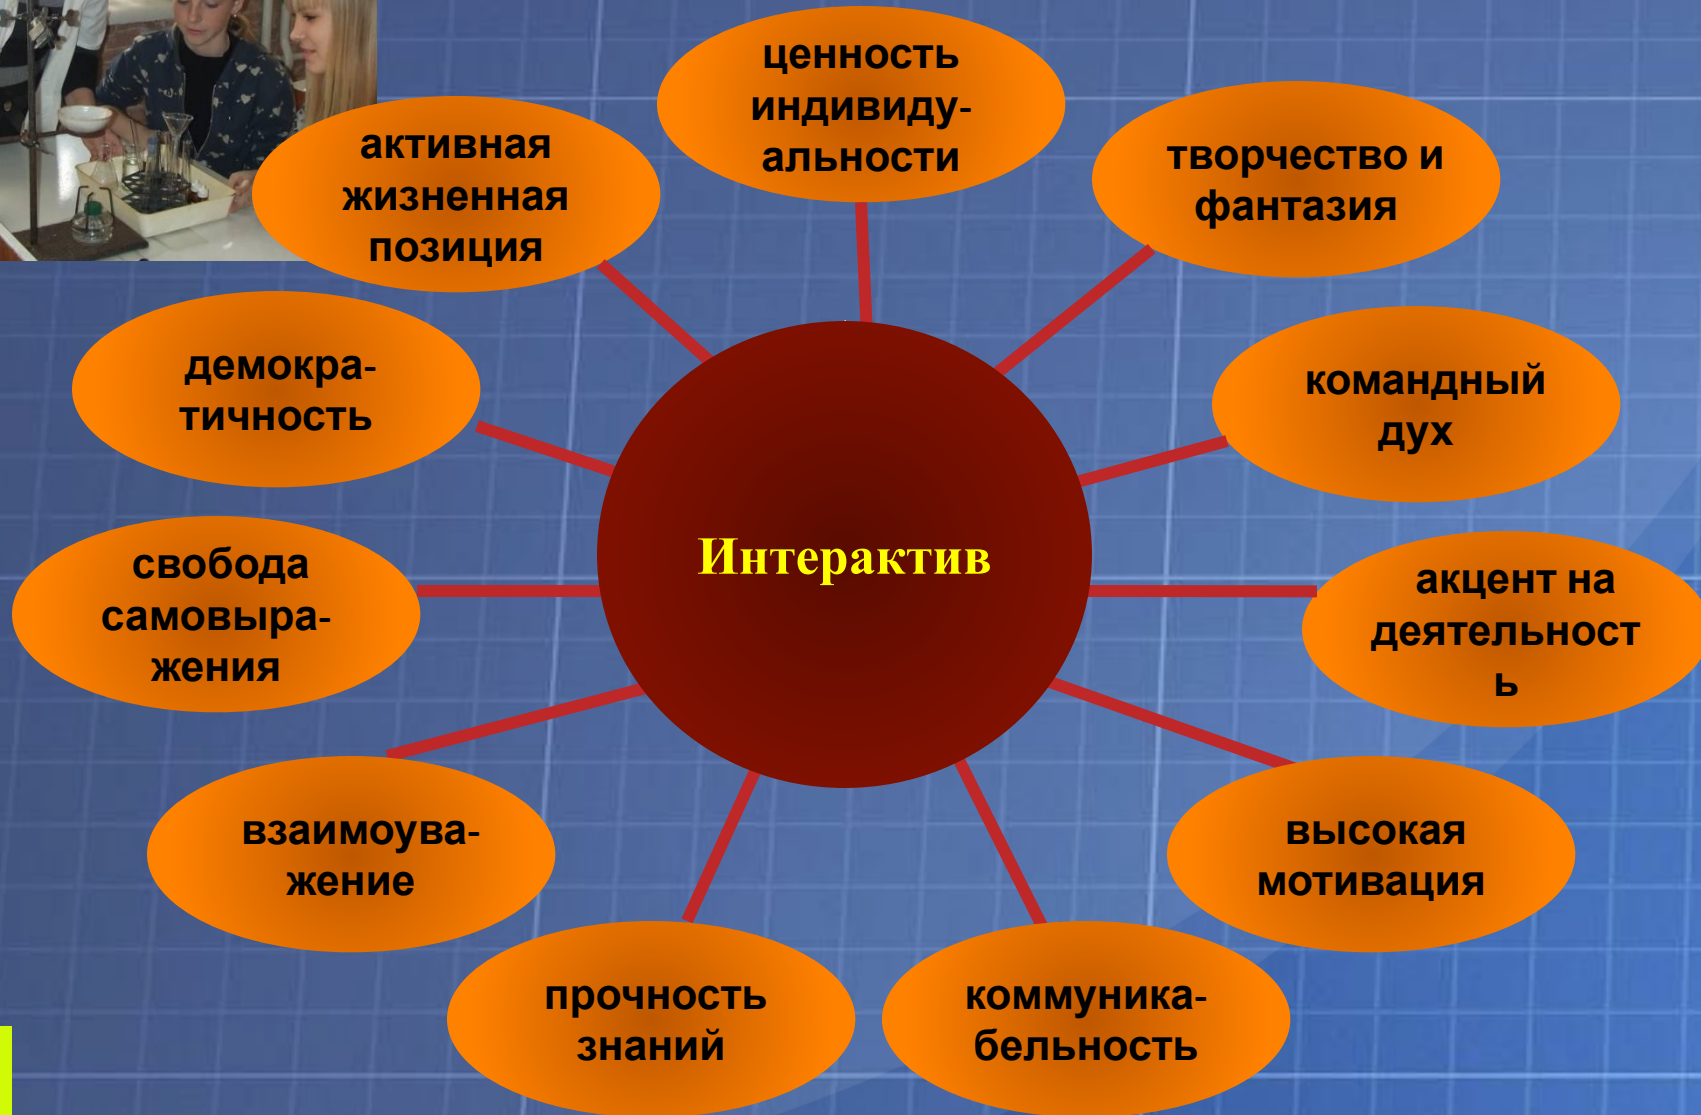 ценность
индивиду-
альности
активная
жизненная
позиция
творчество и
фантазия
демокра-
тичность
командный
дух
Интерактив
свобода
самовыра-
жения
акцент на
деятельност
ь
взаимоува-
жение
высокая
мотивация
прочность
знаний
коммуника-
бельность